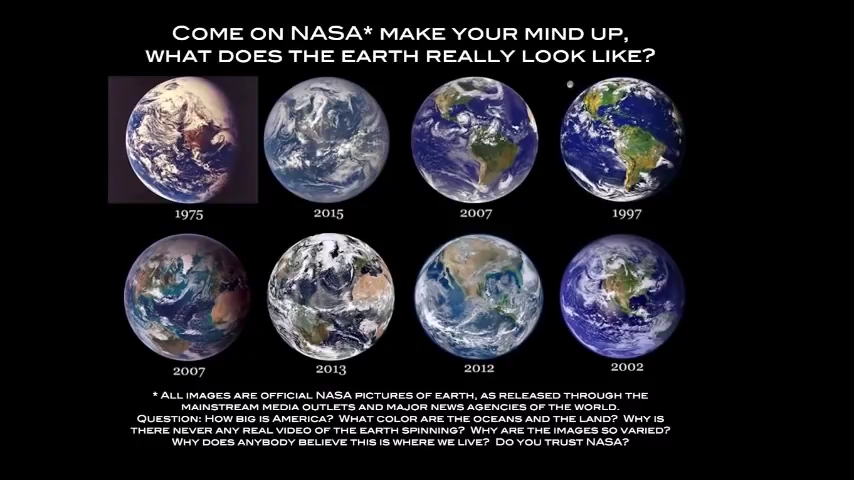 COME ON NASA* MAKE YOUR MIND UP,
WHAT DOES THE EARTH REALLY LOOK LIKE?
1975
2015
2007
1997
2007
2013
2012
2002
* ALL IMAGES ARE OFFICIAL NASA PICTURES OF EARTH, AS RELEASED THROUGH THE
MAINSTREAM MEDIA OUTLETS AND MAJOR NEWS AGENCIES OF THE WORLD.
QUESTION: HOW BIG IS AMERICA? WHAT COLOR ARE THE OCEANS AND THE LAND? WHY IS
THERE NEVER ANY REAL VIDEO OF THE EARTH SPINNING? WHY ARE THE IMAGES SO VARIED?
WHY DOES ANYBODY BELIEVE THIS IS WHERE WE LIVE? DO YOU TRUST NASA?